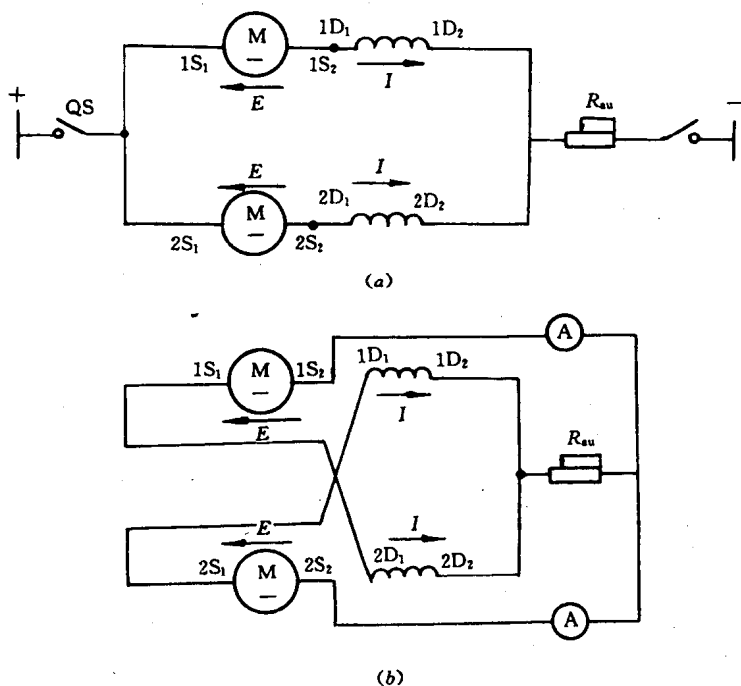 M
–
1S₁
1S₂
1D₁
1D₂
E
I
+
QS
Rau
–
E
I
M
–
2S₁
2S₂
2D₁
2D₂
(a)
1S₁
M
–
1S₂
E
1D₁
1D₂
I
A
Rau
E
I
2S₁
M
–
2S₂
2D₁
2D₂
A
(b)